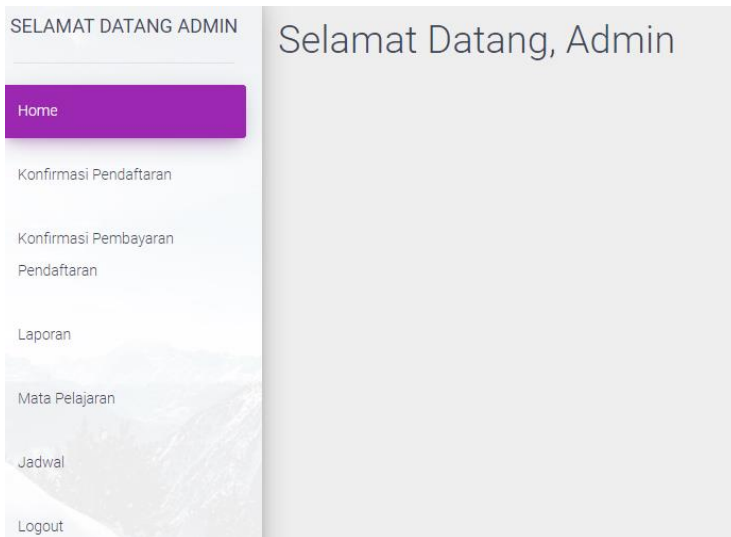 SELAMAT DATANG ADMIN
Selamat Datang, Admin
Home
Konfirmasi Pendaftaran
Konfirmasi Pembayaran
Pendaftaran
Laporan
Mata Pelajaran
Jadwal
Logout